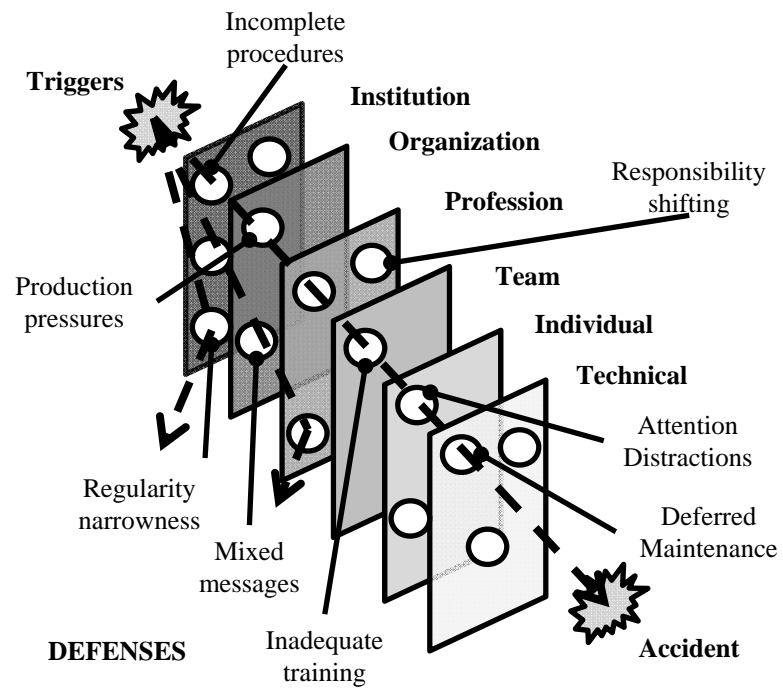 Incomplete
procedures
Triggers
Institution
Organization
Responsibility
shifting
Profession
Team
Production
pressures
Individual
Technical
Attention
Distractions
Regularity
narrowness
Deferred
Maintenance
Mixed
messages
Inadequate
training
DEFENSES
Accident